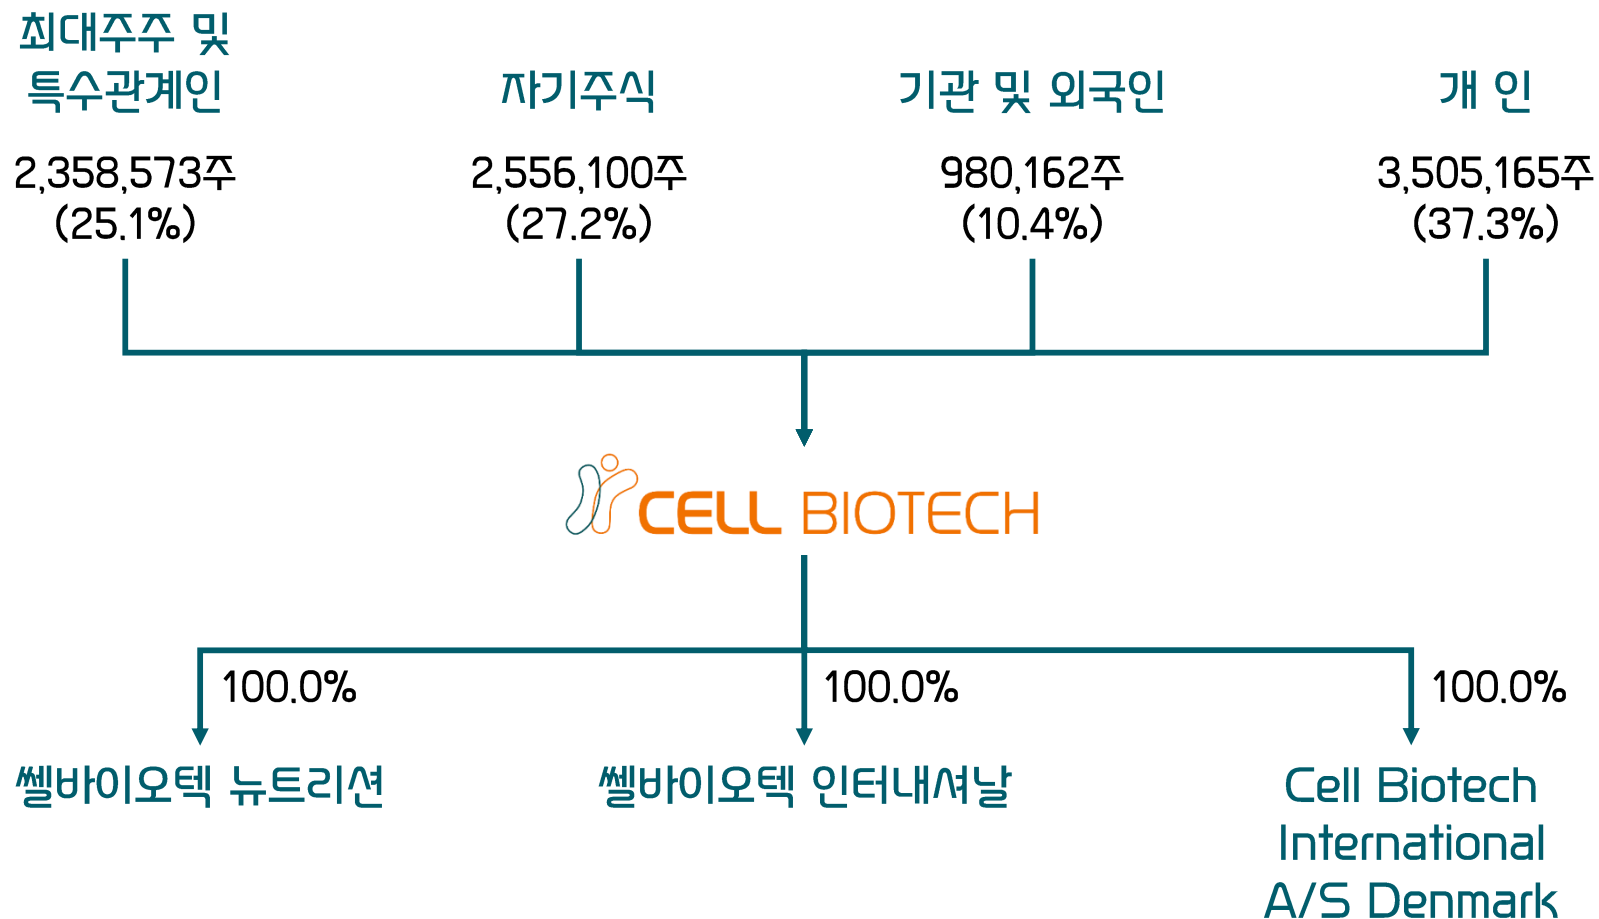 최대주주 및
특수관계인
2,358,573주
(25.1%)
자기주식
2,556,100주
(27.2%)
기관 및 외국인
980,162주
(10.4%)
개 인
3,505,165주
(37.3%)
CELL BIOTECH
100.0%
쎌바이오텍 뉴트리션
100.0%
쎌바이오텍 인터내셔날
100.0%
Cell Biotech
International
A/S Denmark